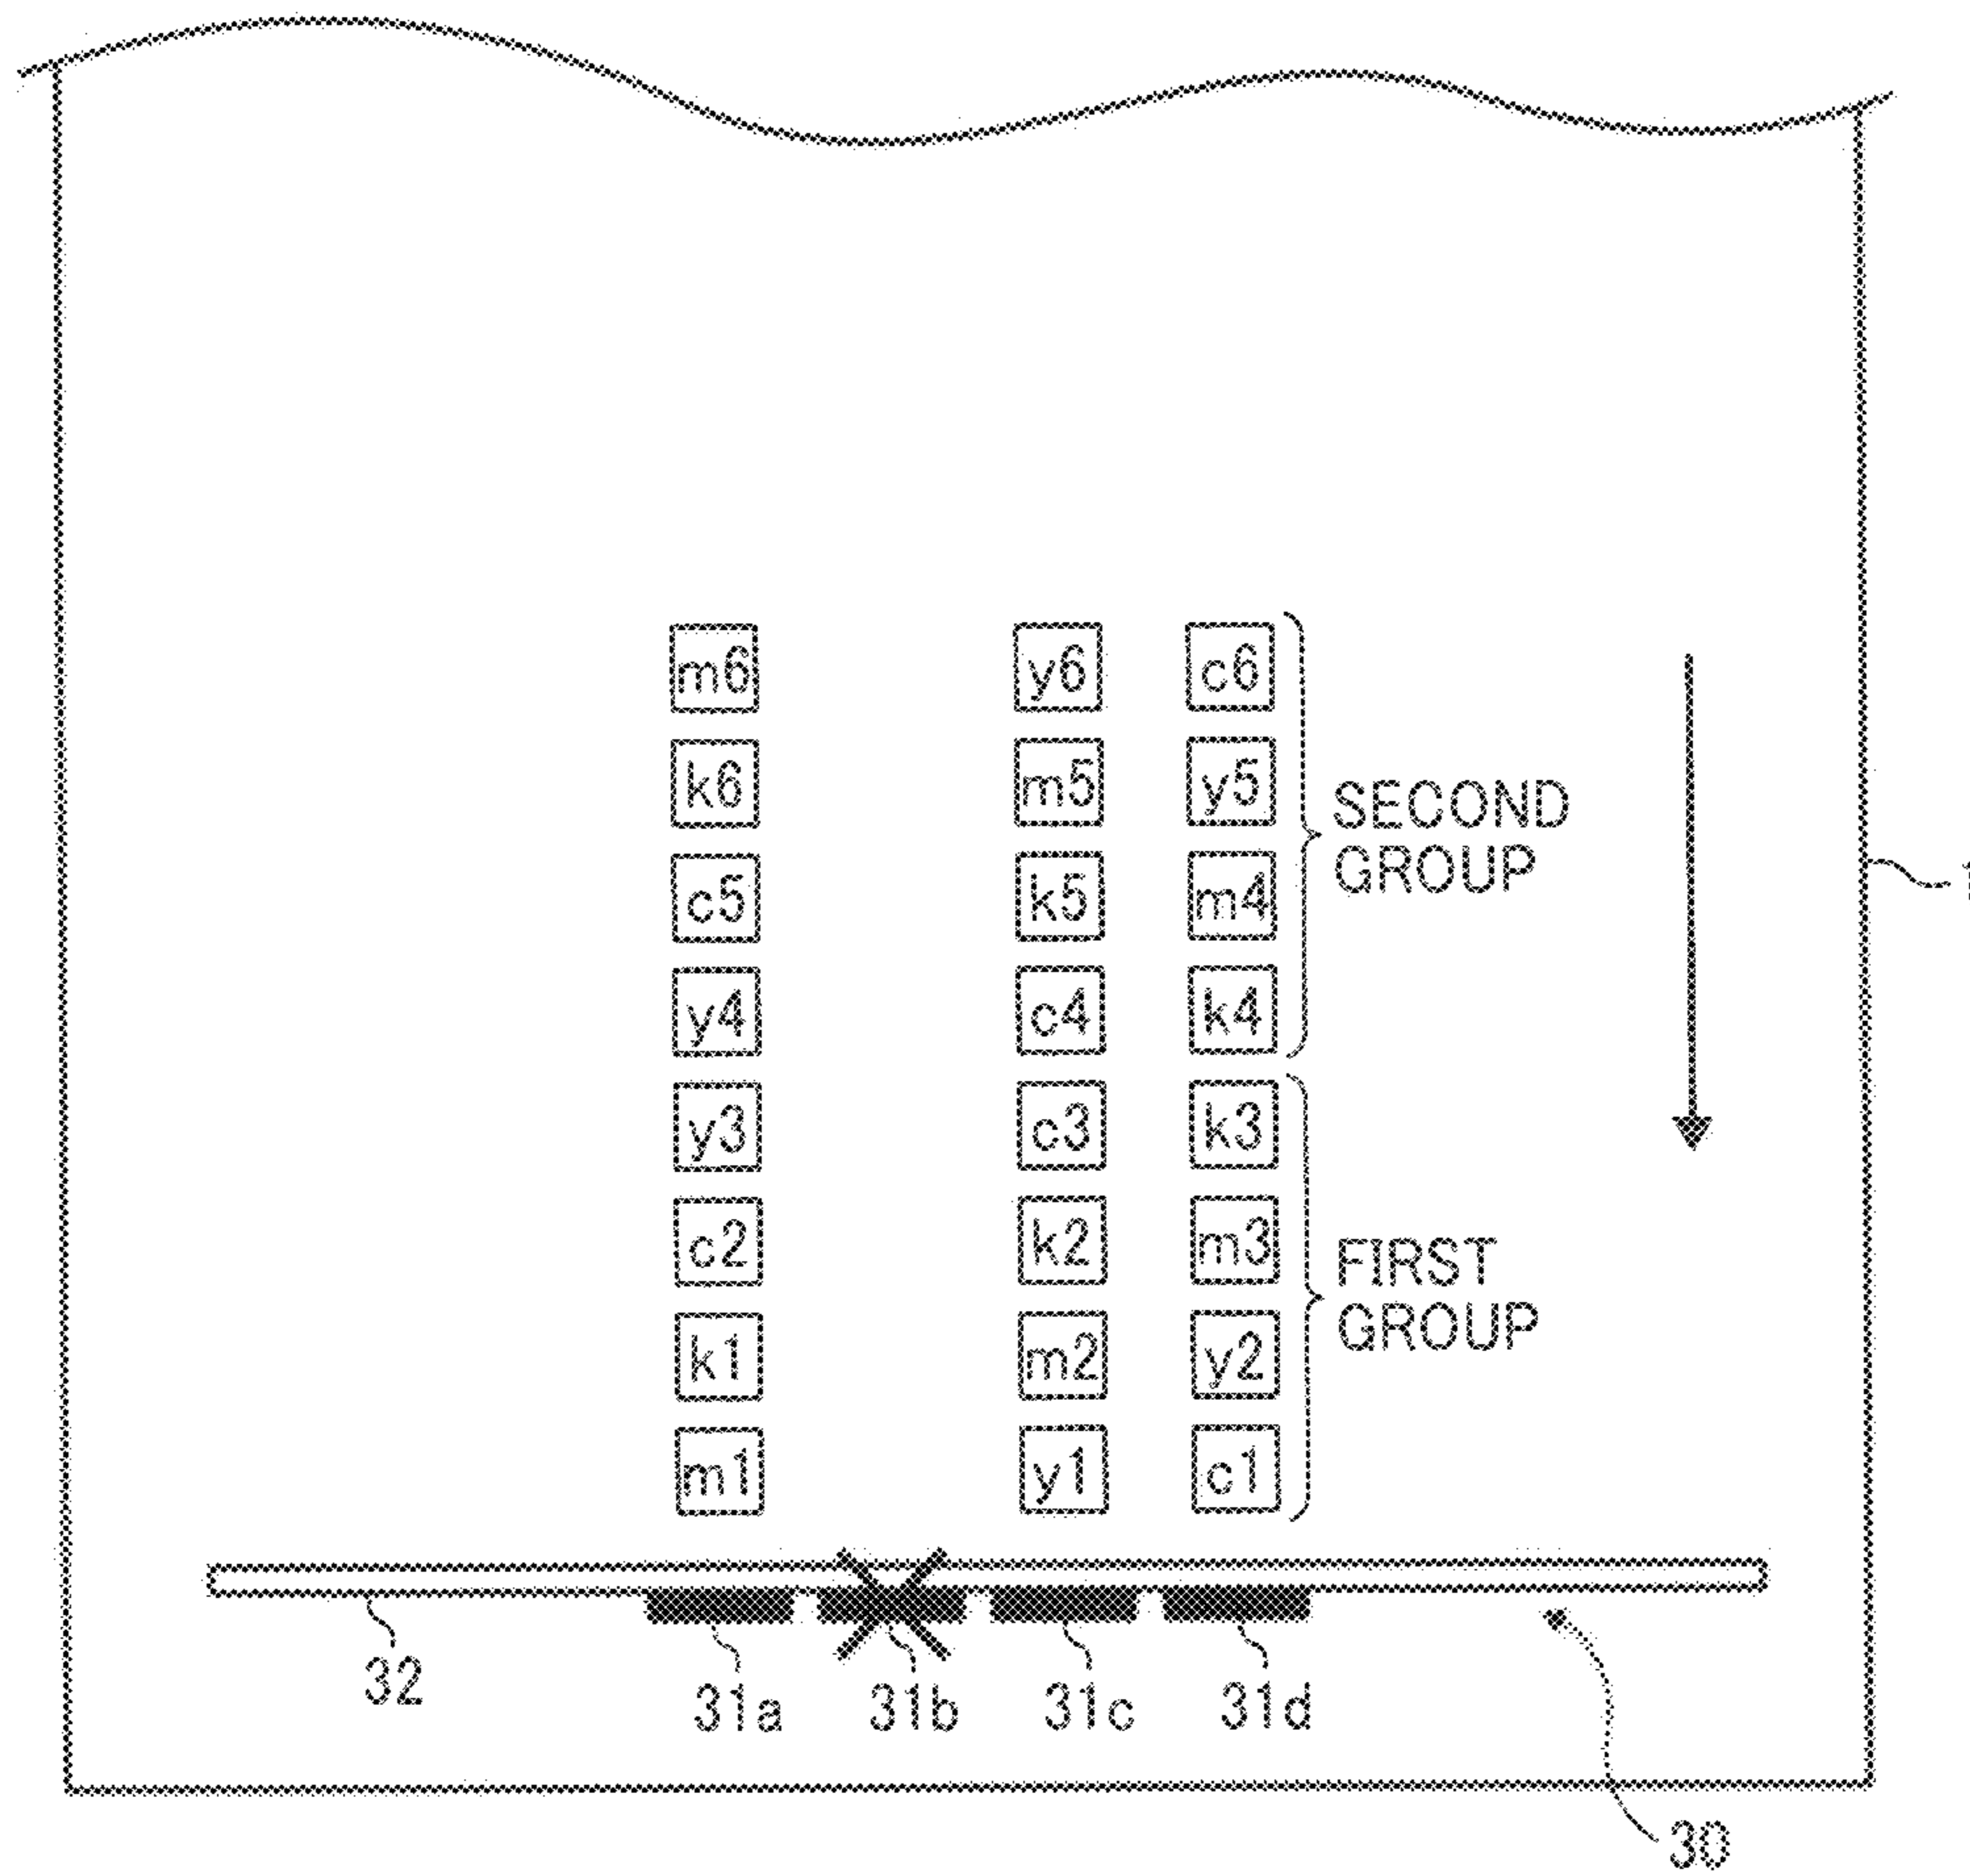 m6 y6 c6
k6 m5 y5
c5 k5 m4
y4 c4 k4
SECOND
GROUP
y3 c3 k3
c2 k2 m3
k1 m2 y2
m1 y1 c1
FIRST
GROUP
32
31a 31b 31c 31d
30